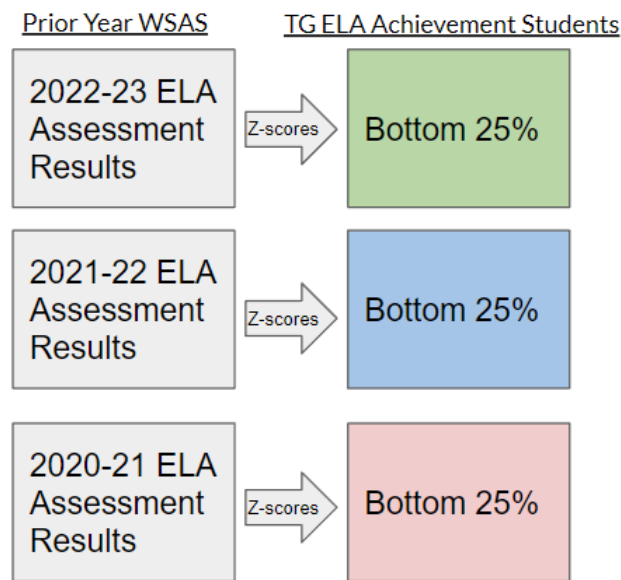 Prior Year WSAS
TG ELA Achievement Students
2022-23 ELA
Assessment
Results
Z-scores
Bottom 25%
2021-22 ELA
Assessment
Results
Z-scores
Bottom 25%
2020-21 ELA
Assessment
Results
Z-scores
Bottom 25%